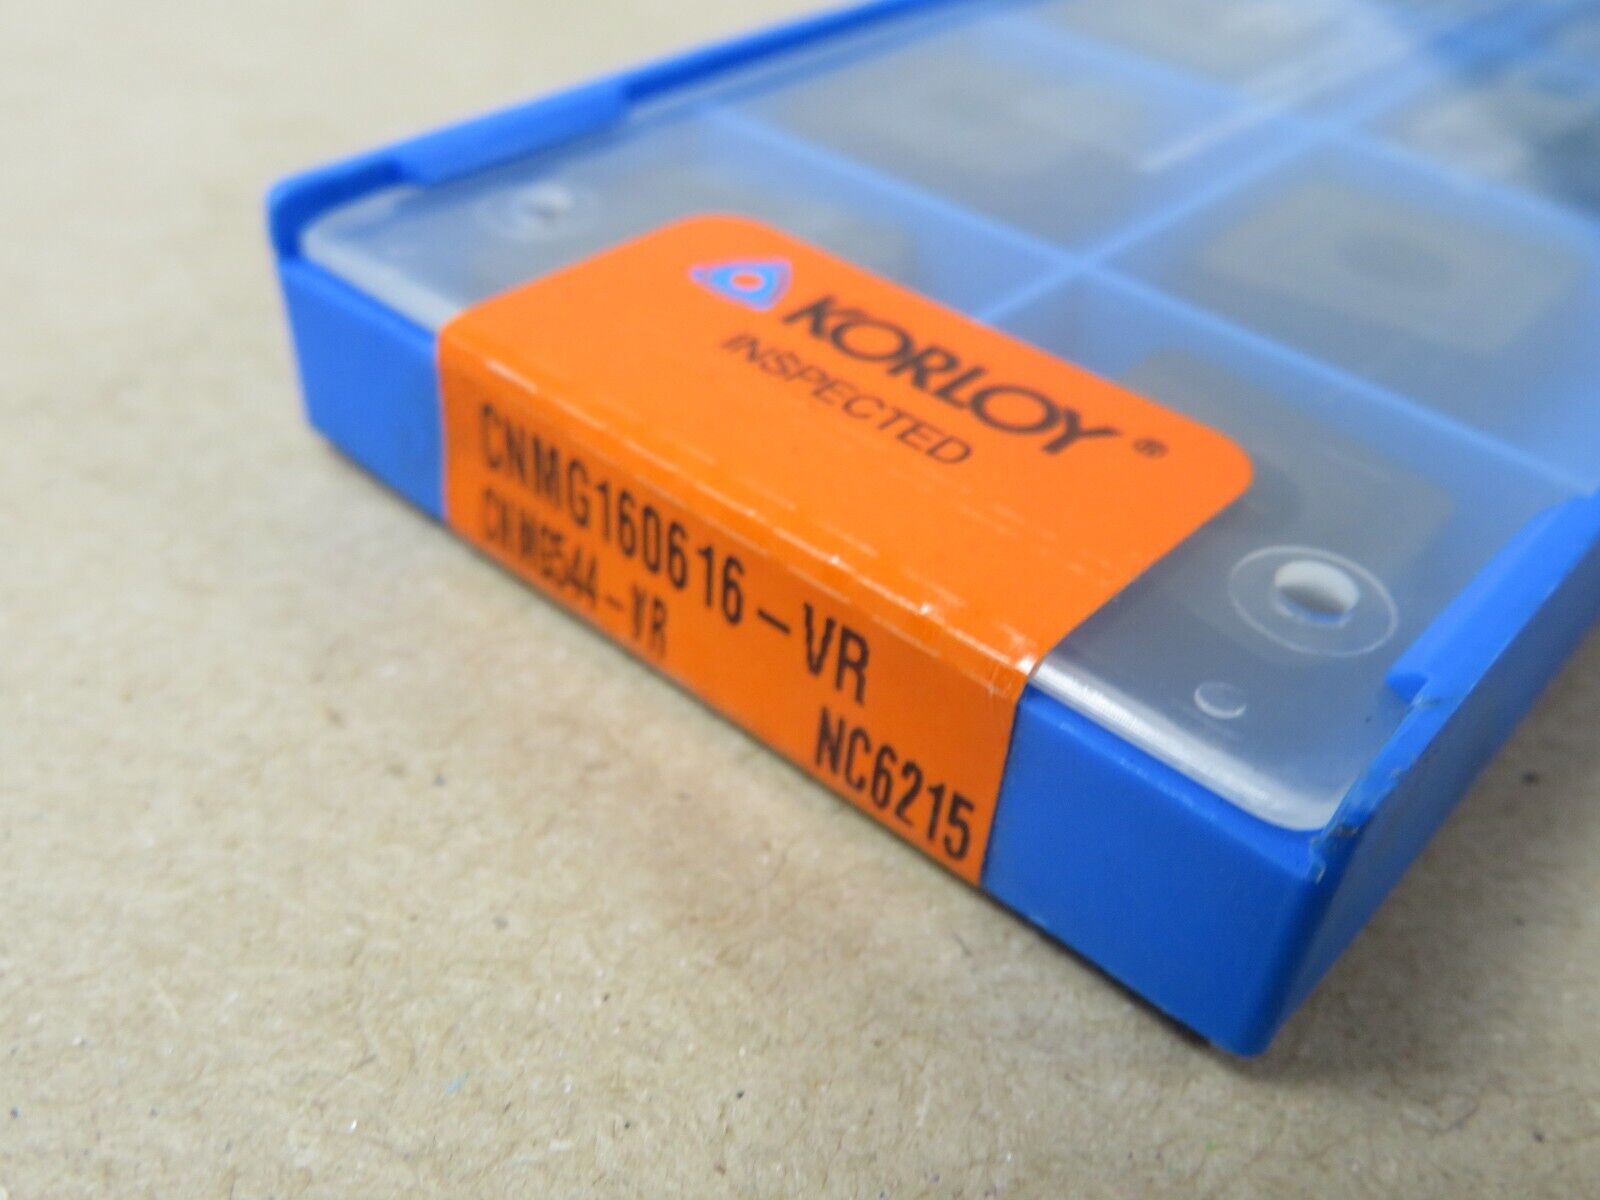 KORLOY®
INSPECTED
CNMG160616-VR
CNMG544-VR
NC6215